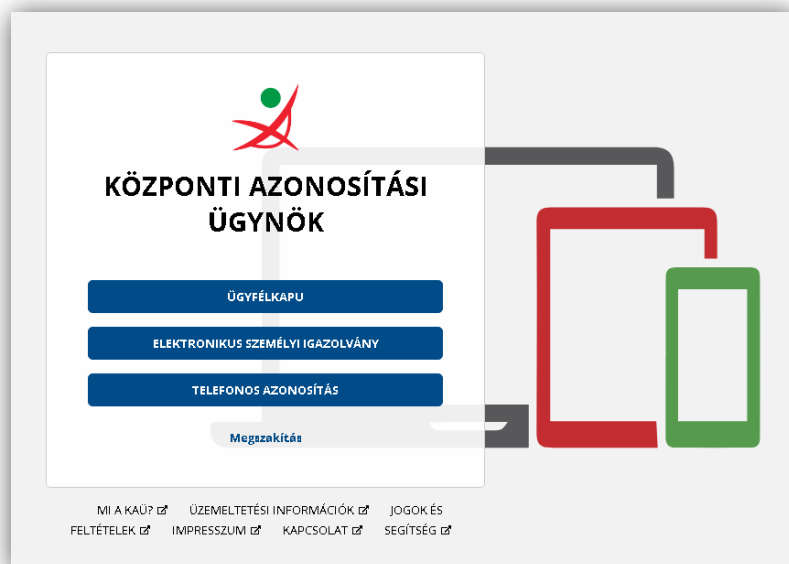 KÖZPONTI AZONOSÍTÁSI
ÜGYNÖK
ÜGYFÉLKAPU
ELEKTRONIKUS SZEMÉLYI IGAZOLVÁNY
TELEFONOS AZONOSÍTÁS
Megszakítás
MI A KAÜ? ÜZEMELTETÉSI INFORMÁCIÓK JOGOK ÉS
FELTÉTELEK IMPRESSZUM KAPCSOLAT SEGÍTSÉG